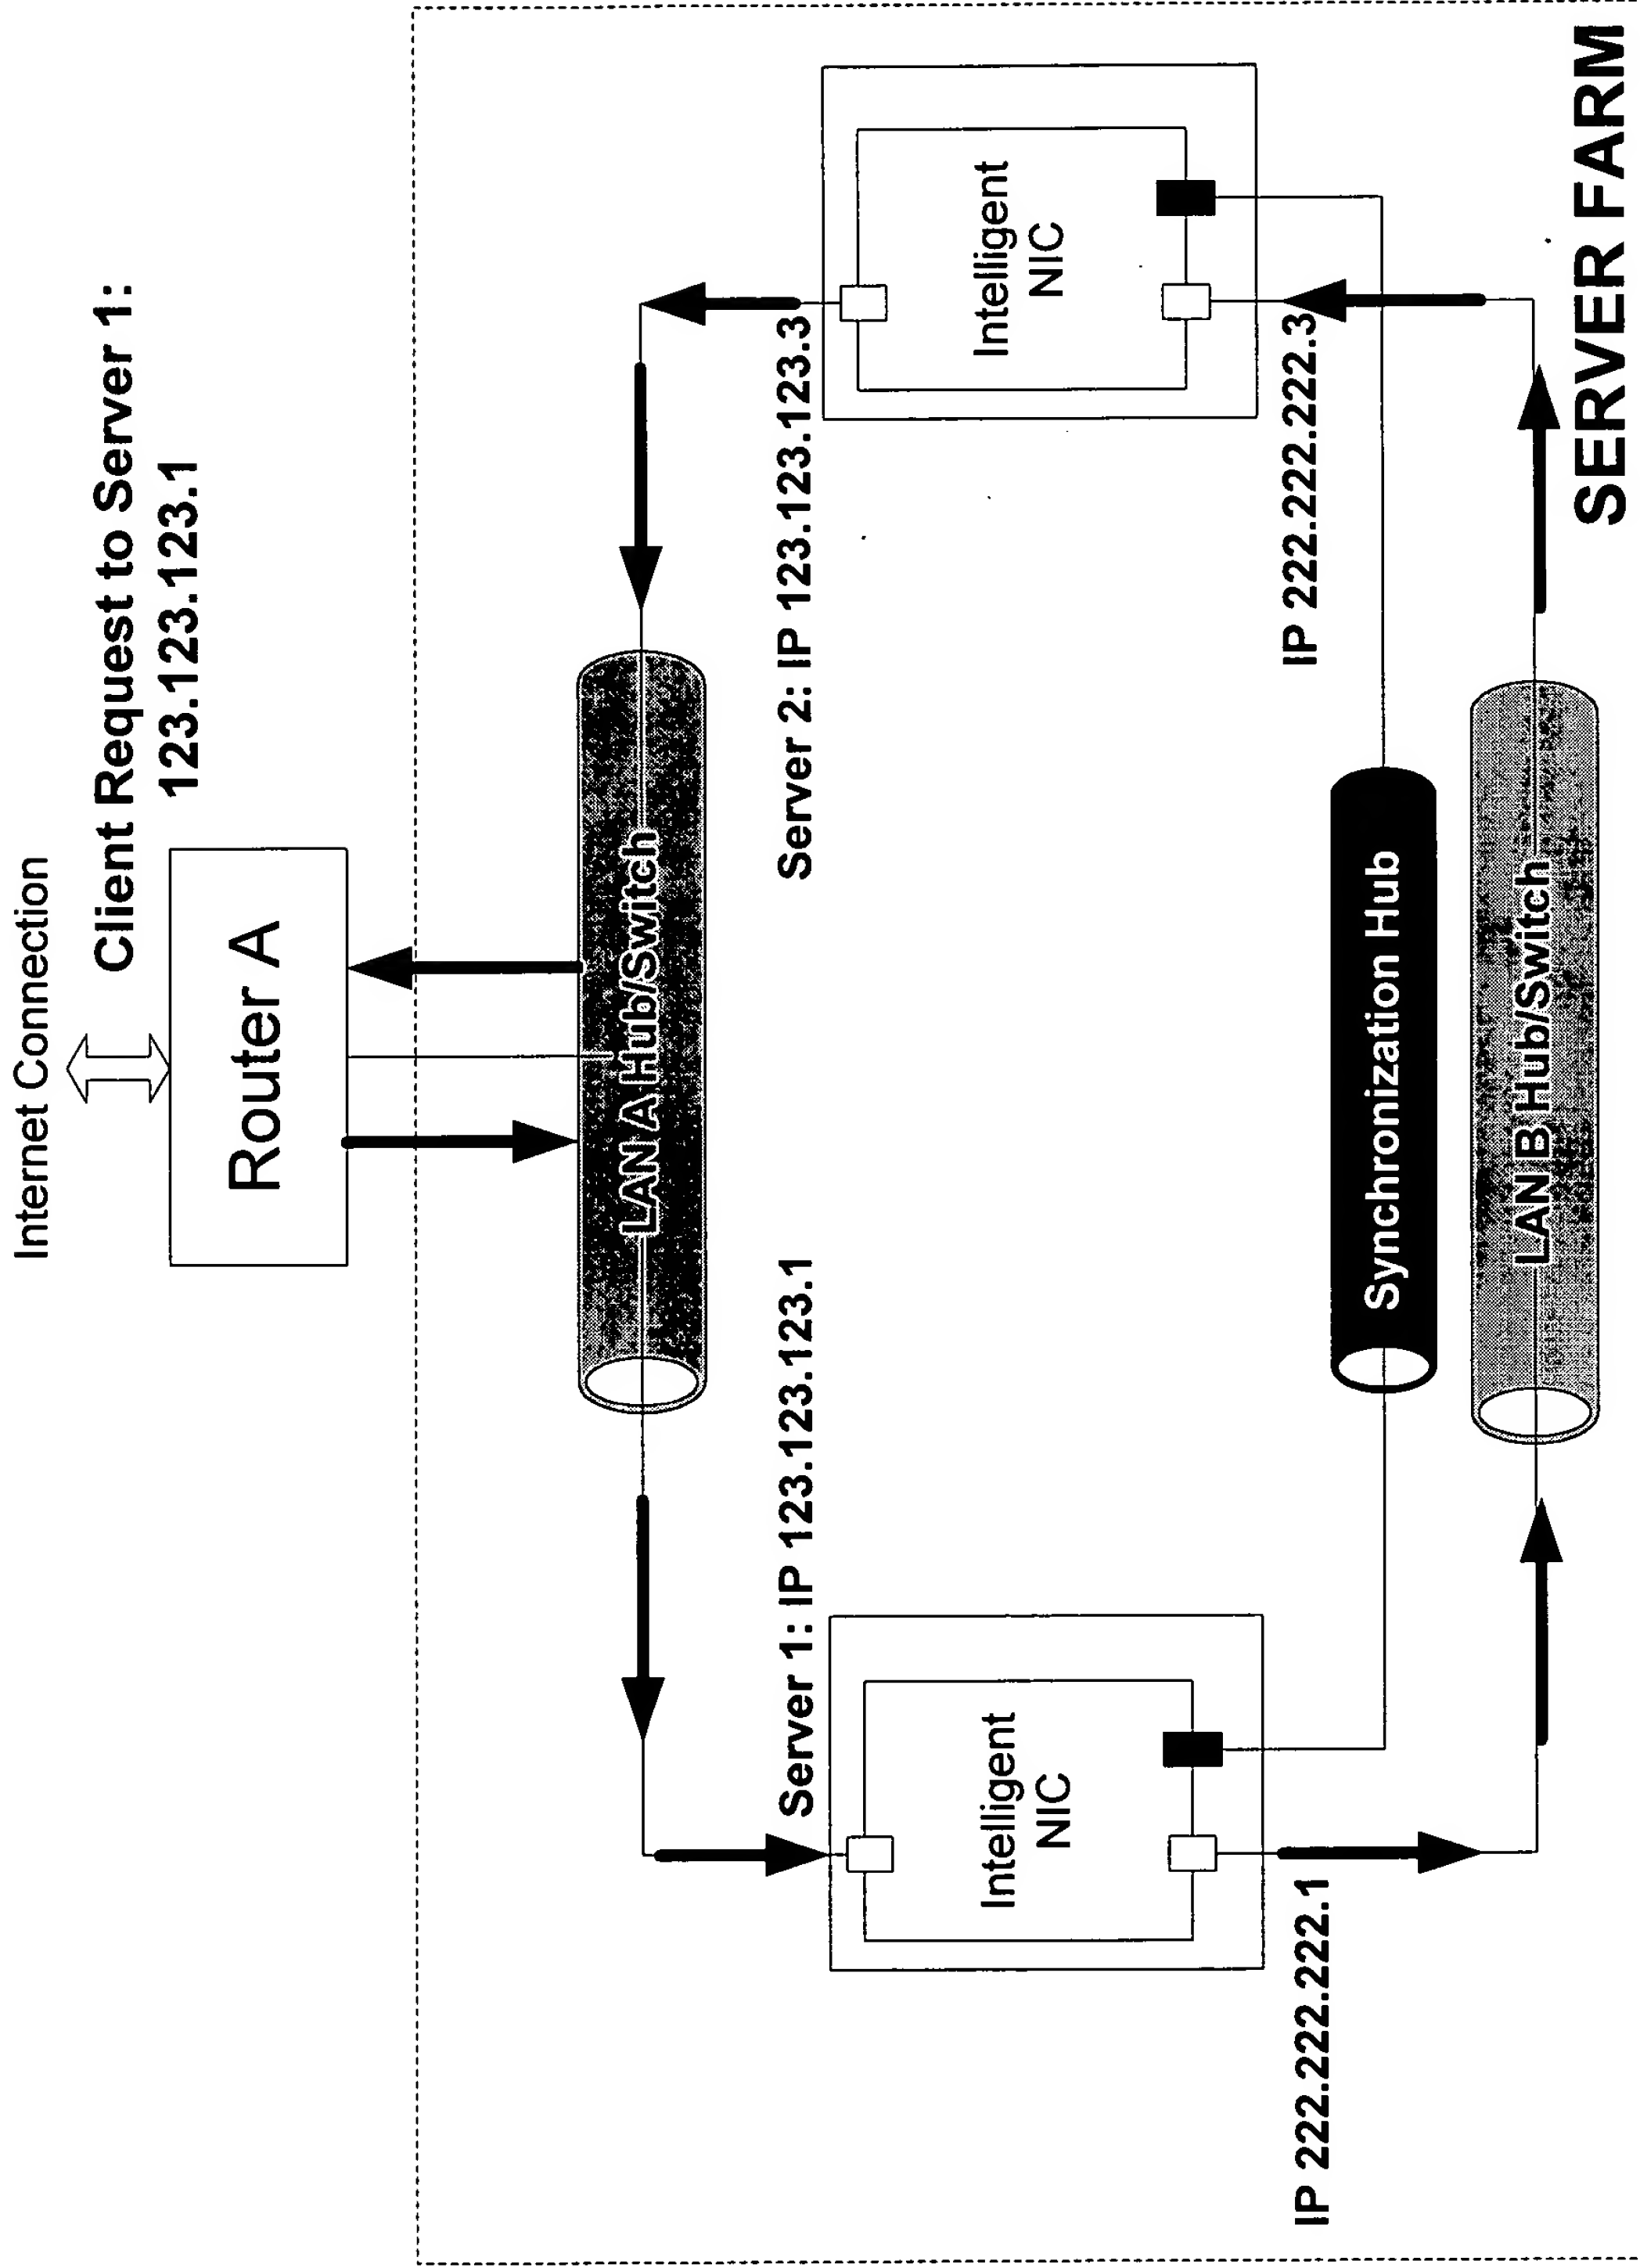 Internet Connection
Client Request to Server 1:
123.123.123.1
Router A
LAN A Hub/Switch
Server 1: IP 123.123.123.1
Server 2: IP 123.123.123.3
Intelligent
NIC
Intelligent
NIC
IP 222.222.222.1
IP 222.222.222.3
Synchronization Hub
LAN B Hub/Switch
SERVER FARM